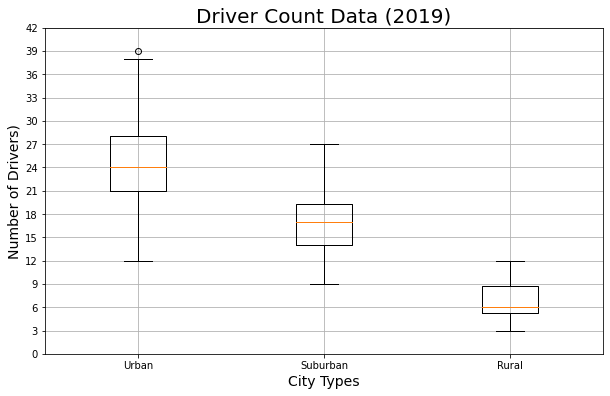 Driver Count Data (2019)
42
39
36
33
30
27
24
21
18
15
12
9
6
3
0
Number of Drivers)
Urban
Suburban
Rural
City Types